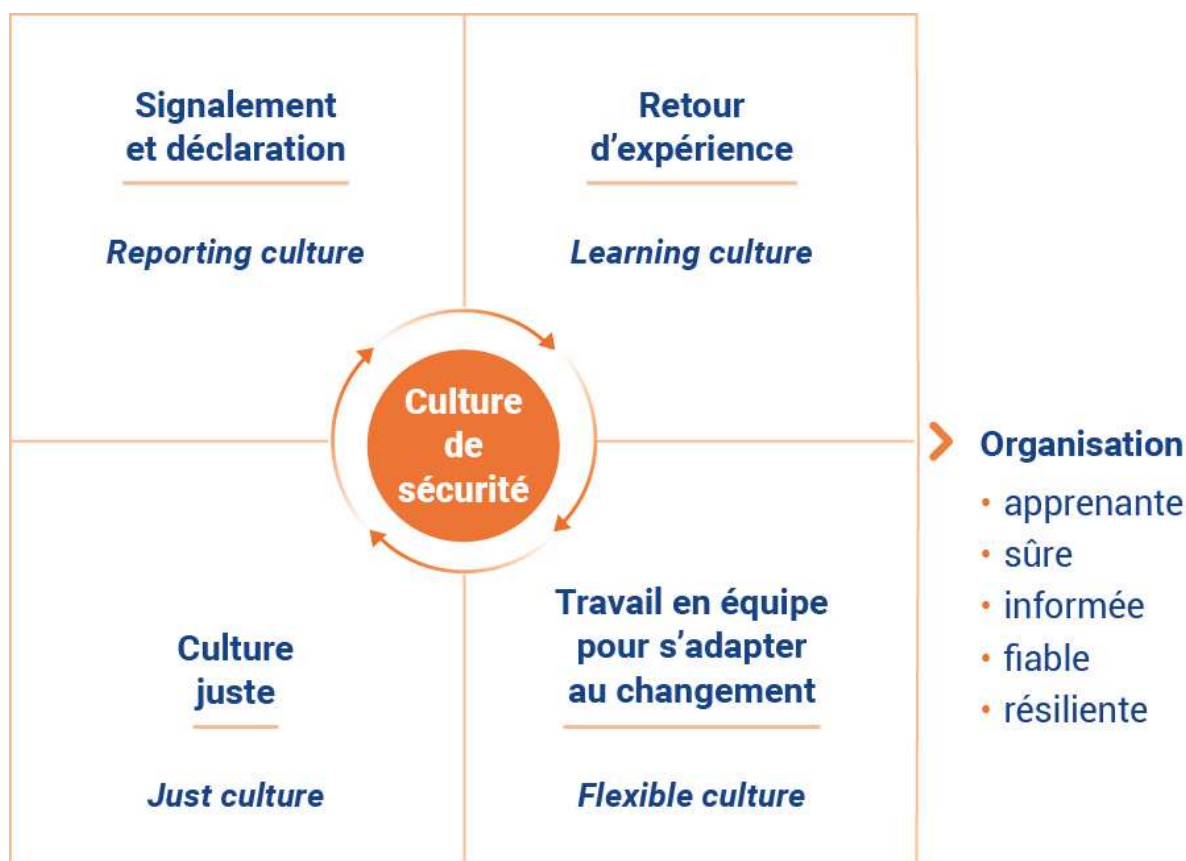 Signalement
et déclaration
Reporting culture
Retour
d’expérience
Learning culture
Culture
de
sécurité
Culture
juste
Just culture
Travail en équipe
pour s’adapter
au changement
Flexible culture
Organisation
• apprenante
• sûre
• informée
• fiable
• résiliente